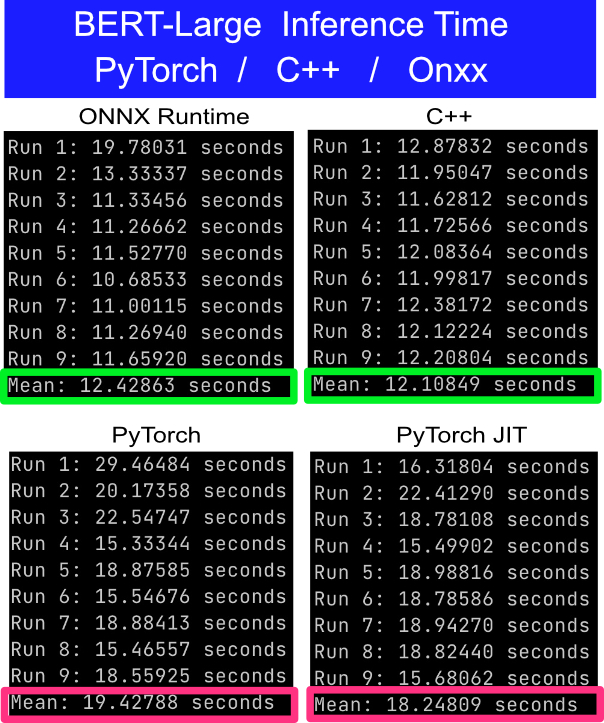 BERT-Large Inference Time
PyTorch / C++ / Onxx
ONNX Runtime
Run 1: 19.78031 seconds
Run 2: 13.33337 seconds
Run 3: 11.33456 seconds
Run 4: 11.26662 seconds
Run 5: 11.52770 seconds
Run 6: 10.68533 seconds
Run 7: 11.00115 seconds
Run 8: 11.26940 seconds
Run 9: 11.65920 seconds
Mean: 12.42863 seconds
C++
Run 1: 12.87832 seconds
Run 2: 11.95047 seconds
Run 3: 11.62812 seconds
Run 4: 11.72566 seconds
Run 5: 12.08364 seconds
Run 6: 11.99817 seconds
Run 7: 12.38172 seconds
Run 8: 12.12224 seconds
Run 9: 12.20804 seconds
Mean: 12.10849 seconds
PyTorch
Run 1: 29.46484 seconds
Run 2: 20.17358 seconds
Run 3: 22.54747 seconds
Run 4: 15.33344 seconds
Run 5: 18.87585 seconds
Run 6: 15.54676 seconds
Run 7: 18.88413 seconds
Run 8: 15.46557 seconds
Run 9: 18.55925 seconds
Mean: 19.42788 seconds
PyTorch JIT
Run 1: 16.31804 seconds
Run 2: 22.41290 seconds
Run 3: 18.78108 seconds
Run 4: 15.49902 seconds
Run 5: 18.98816 seconds
Run 6: 18.78586 seconds
Run 7: 18.94270 seconds
Run 8: 18.82440 seconds
Run 9: 15.68062 seconds
Mean: 18.24809 seconds